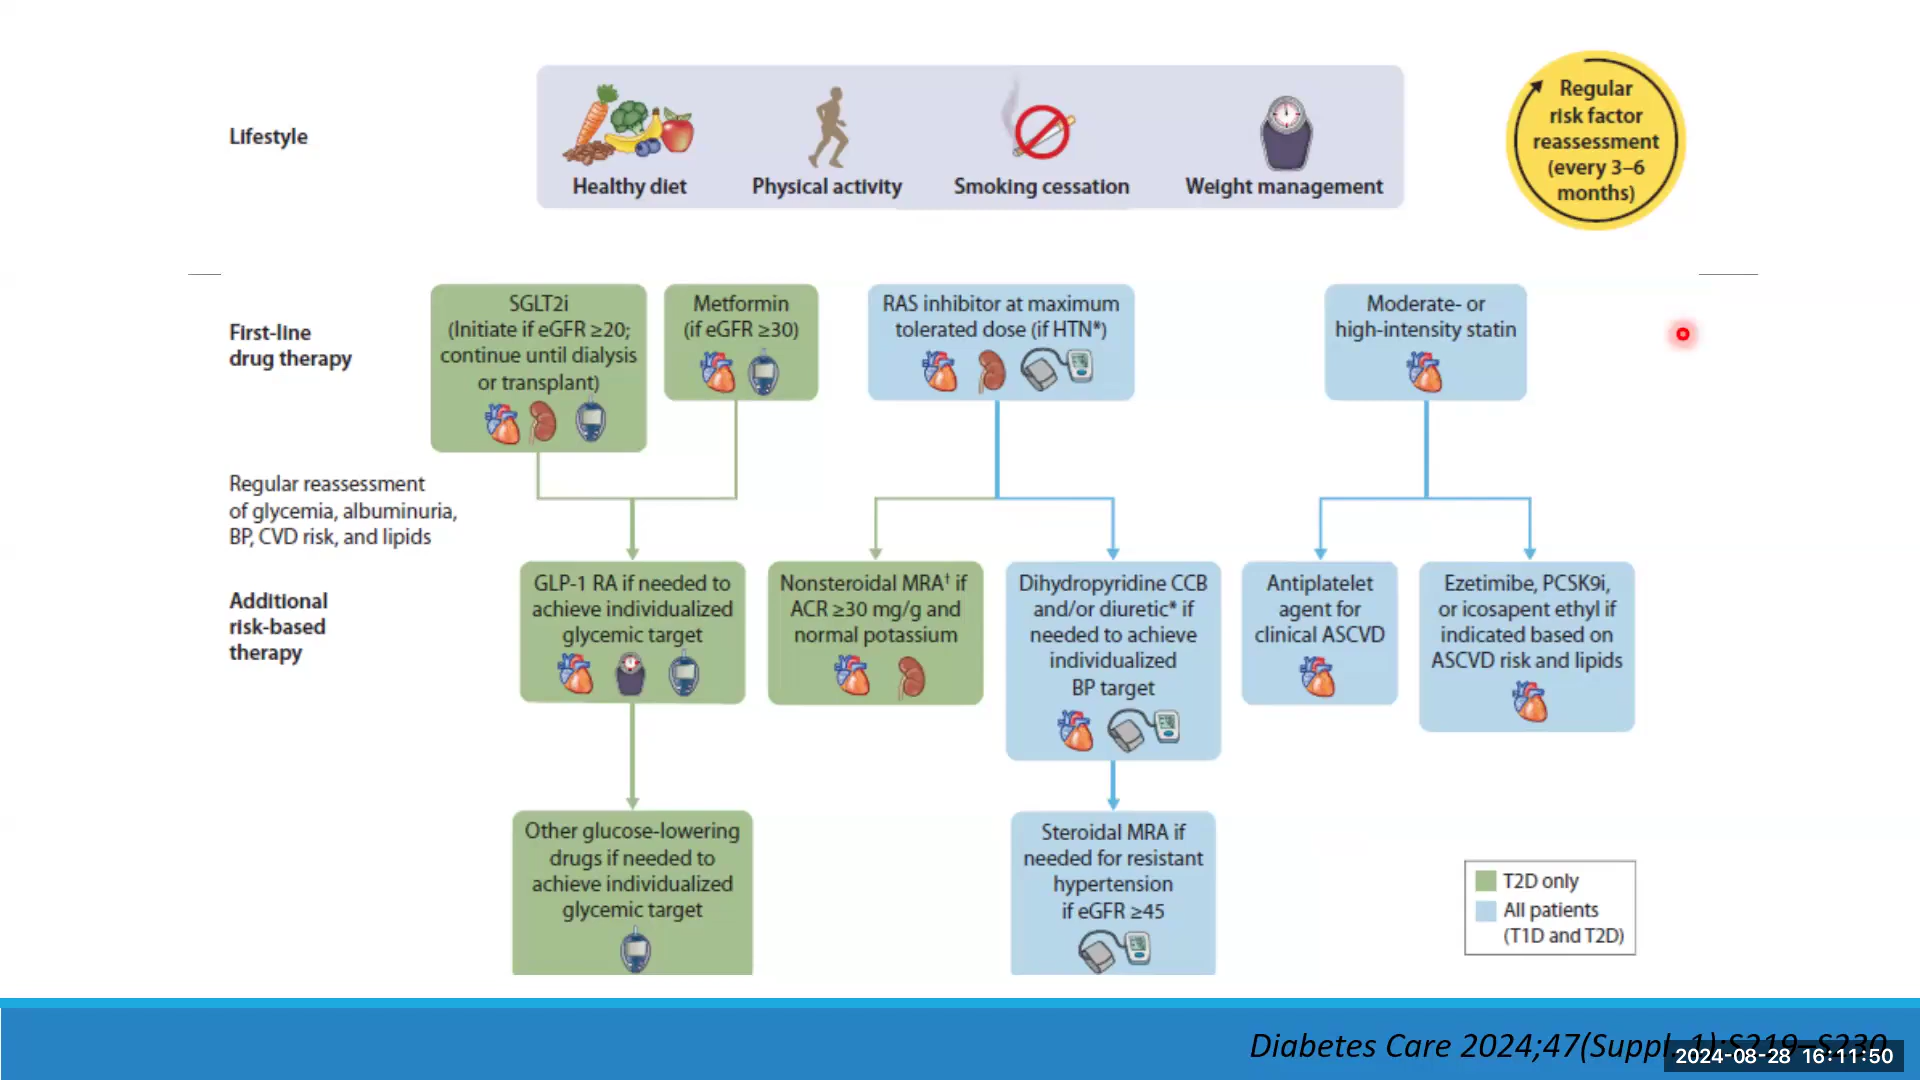 Lifestyle
Healthy diet
Physical activity
Smoking cessation
Weight management
Regular
risk factor
reassessment
(every 3–6
months)
First-line
drug therapy
SGLT2i
(Initiate if eGFR ≥20;
continue until dialysis
or transplant)
Metformin
(if eGFR ≥30)
RAS inhibitor at maximum
tolerated dose (if HTN*)
Moderate- or
high-intensity statin
Regular reassessment
of glycemia, albuminuria,
BP, CVD risk, and lipids
Additional
risk-based
therapy
GLP-1 RA if needed to
achieve individualized
glycemic target
Nonsteroidal MRA† if
ACR ≥30 mg/g and
normal potassium
Dihydropyridine CCB
and/or diuretic* if
needed to achieve
individualized
BP target
Antiplatelet
agent for
clinical ASCVD
Ezetimibe, PCSK9i,
or icosapent ethyl if
indicated based on
ASCVD risk and lipids
Other glucose-lowering
drugs if needed to
achieve individualized
glycemic target
Steroidal MRA if
needed for resistant
hypertension
if eGFR ≥45
T2D only
All patients
(T1D and T2D)
Diabetes Care 2024;47(Suppl. 1):S219–S230
2024-08-28 16:11:50